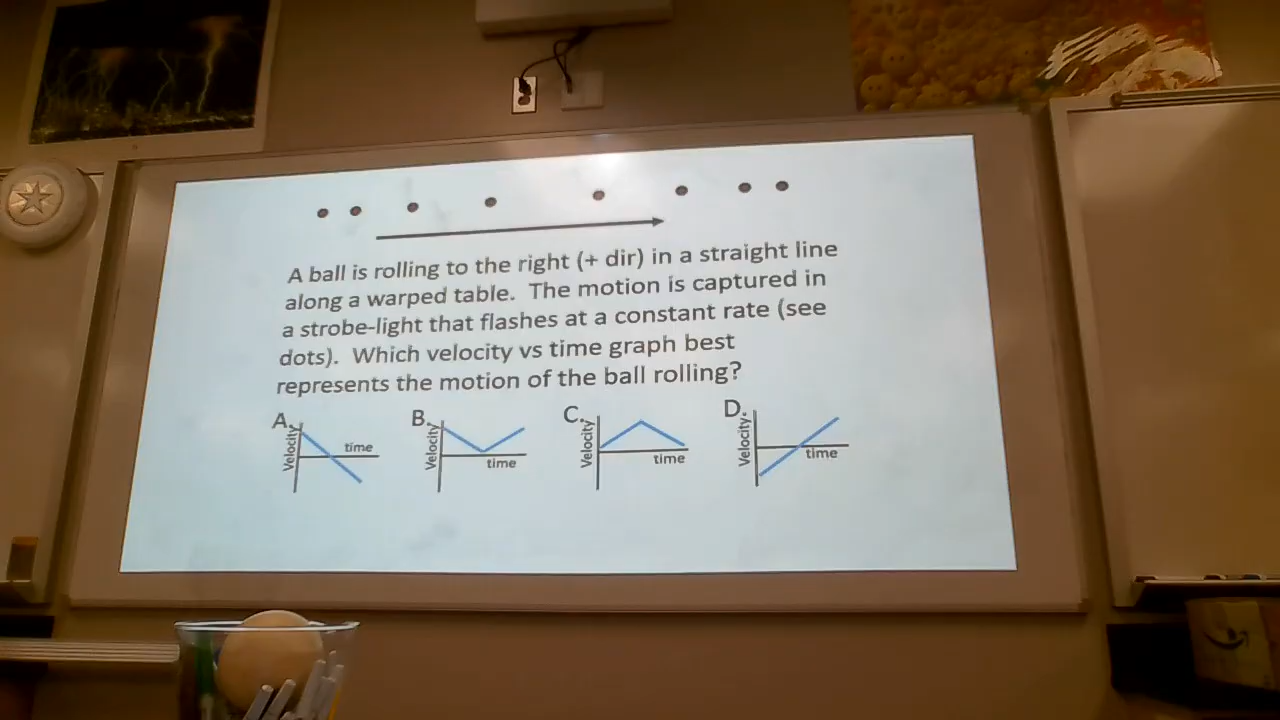 A ball is rolling to the right (+ dir) in a straight line
along a warped table.  The motion is captured in
a strobe-light that flashes at a constant rate (see
dots).  Which velocity vs time graph best
represents the motion of the ball rolling?
A.
Velocity
time
B.
Velocity
time
C.
Velocity
time
D.
Velocity
time